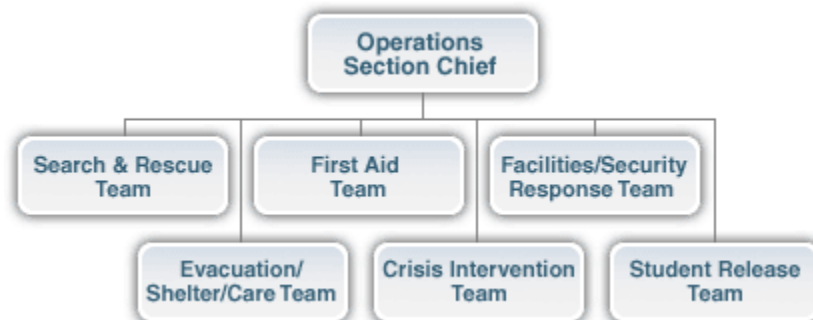 Operations
Section Chief
Search & Rescue
Team
First Aid
Team
Facilities/Security
Response Team
Evacuation/
Shelter/Care Team
Crisis Intervention
Team
Student Release
Team